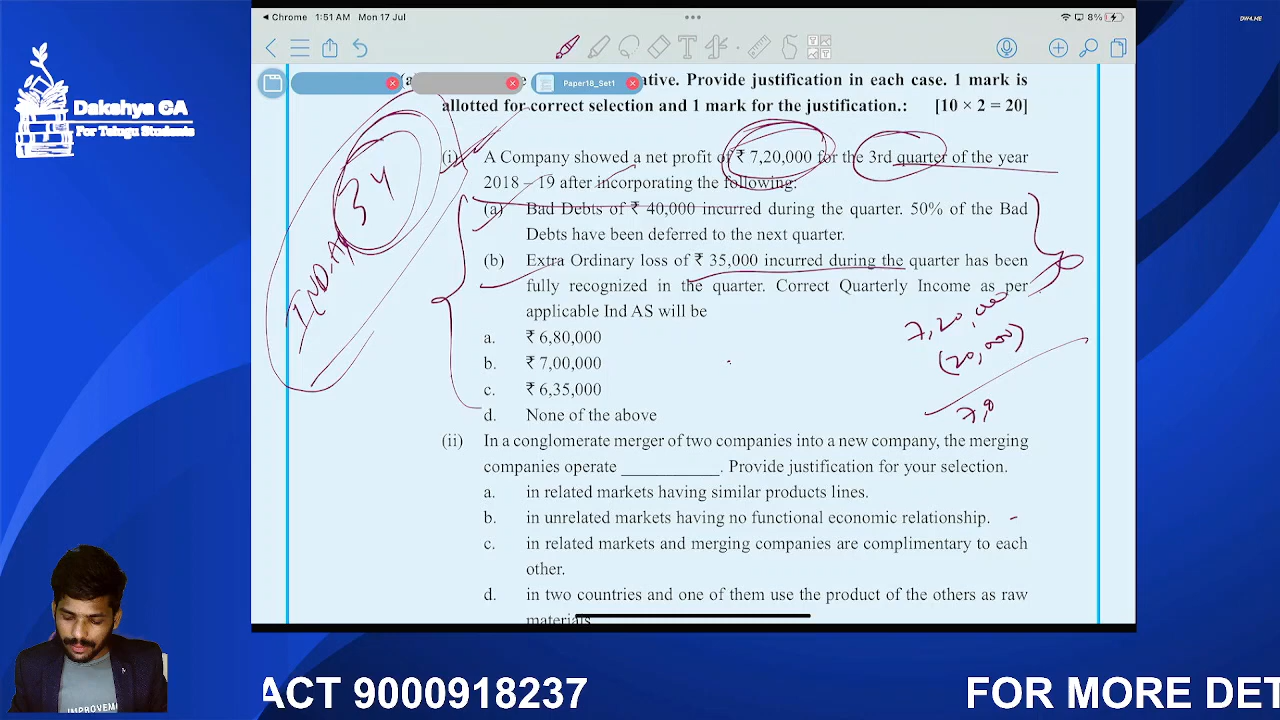 Chrome 1:51 AM Mon 17 Jul
8%
DW4.ME
Dakshya CA
For Telugu Students
Paper18_Set1
ative. Provide justification in each case. 1 mark is
allotted for correct selection and 1 mark for the justification.: [10 × 2 = 20]
(i) A Company showed a net profit of ₹ 7,20,000 for the 3rd quarter of the year
2018 – 19 after incorporating the following:
(a) Bad Debts of ₹ 40,000 incurred during the quarter. 50% of the Bad
Debts have been deferred to the next quarter.
(b) Extra Ordinary loss of ₹ 35,000 incurred during the quarter has been
fully recognized in the quarter. Correct Quarterly Income as per
applicable Ind AS will be
a. ₹ 6,80,000
b. ₹ 7,00,000
c. ₹ 6,35,000
d. None of the above
34
IND-AS
7,20,000
(20,000)
7,0
(ii) In a conglomerate merger of two companies into a new company, the merging
companies operate ____________. Provide justification for your selection.
a. in related markets having similar products lines.
b. in unrelated markets having no functional economic relationship.
c. in related markets and merging companies are complimentary to each
other.
d. in two countries and one of them use the product of the others as raw
materials
IMPROVEM
ACT 9000918237 FOR MORE DET